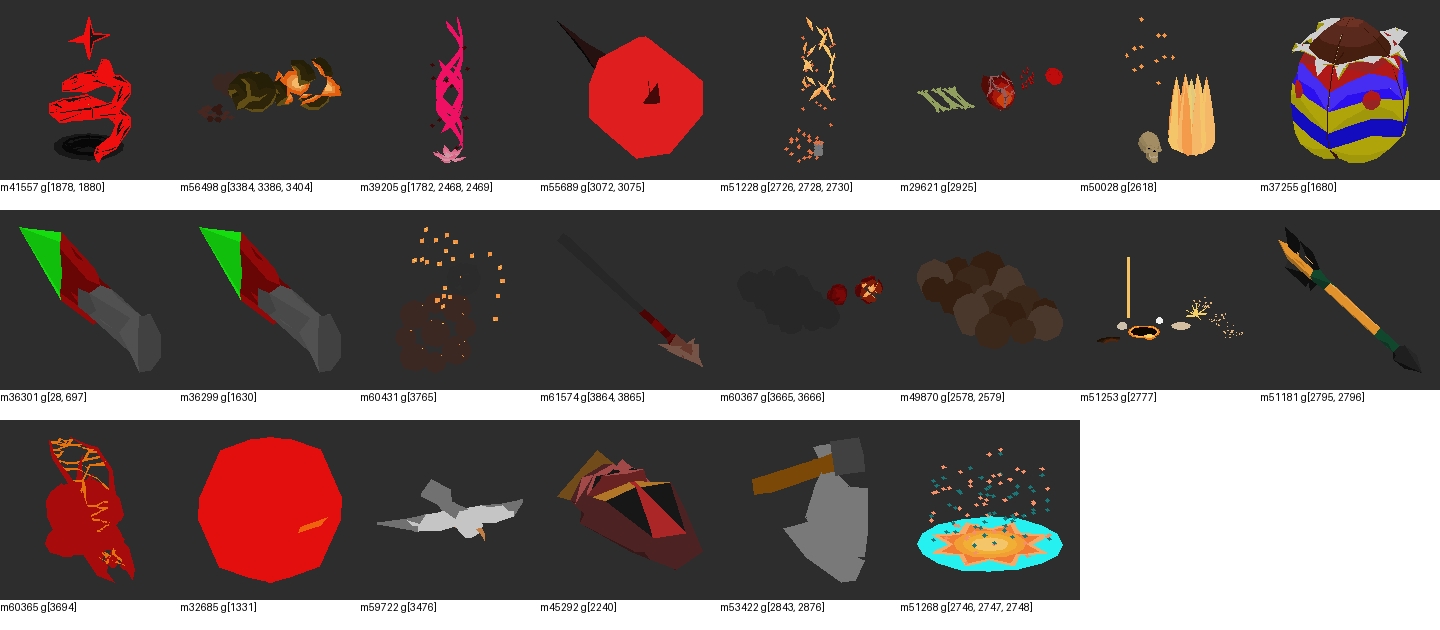 m41557 g[1878, 1880]
m56498 g[3384, 3386, 3404]
m39205 g[1782, 2468, 2469]
m55689 g[3072, 3075]
m51228 g[2726, 2728, 2730]
m29621 g[2925]
m50028 g[2618]
m37255 g[1680]
m36301 g[28, 697]
m36299 g[1630]
m60431 g[3765]
m61574 g[3864, 3865]
m60367 g[3665, 3666]
m49870 g[2578, 2579]
m51253 g[2777]
m51181 g[2795, 2796]
m60365 g[3694]
m32685 g[1331]
m59722 g[3476]
m45292 g[2240]
m53422 g[2843, 2876]
m51268 g[2746, 2747, 2748]